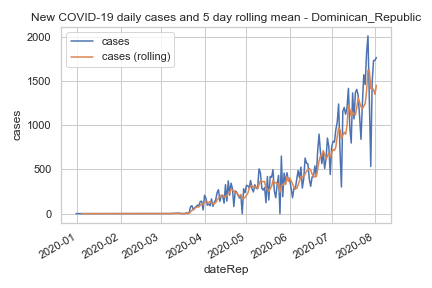 New COVID-19 daily cases and 5 day rolling mean - Dominican_Republic
cases
cases (rolling)
2000
1500
1000
500
0
cases
2020-01
2020-02
2020-03
2020-04
2020-05
2020-06
2020-07
2020-08
dateRep